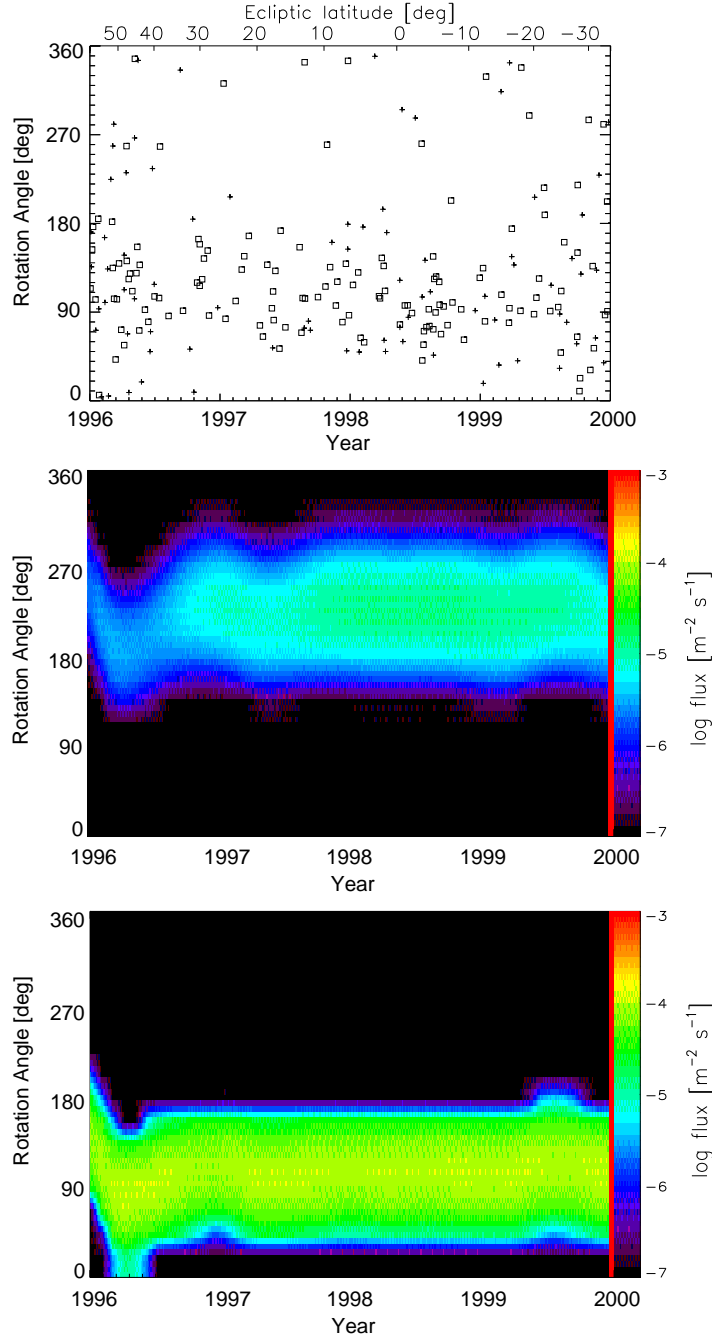 Ecliptic latitude [deg]
50 40 30 20 10 0 -10 -20 -30
360
270
180
90
0
Rotation Angle [deg]
1996 1997 1998 1999 2000
Year
360
270
180
90
0
Rotation Angle [deg]
1996 1997 1998 1999 2000
Year
-3
-4
-5
-6
-7
log flux [m⁻² s⁻¹]
360
270
180
90
0
Rotation Angle [deg]
1996 1997 1998 1999 2000
Year
-3
-4
-5
-6
-7
log flux [m⁻² s⁻¹]